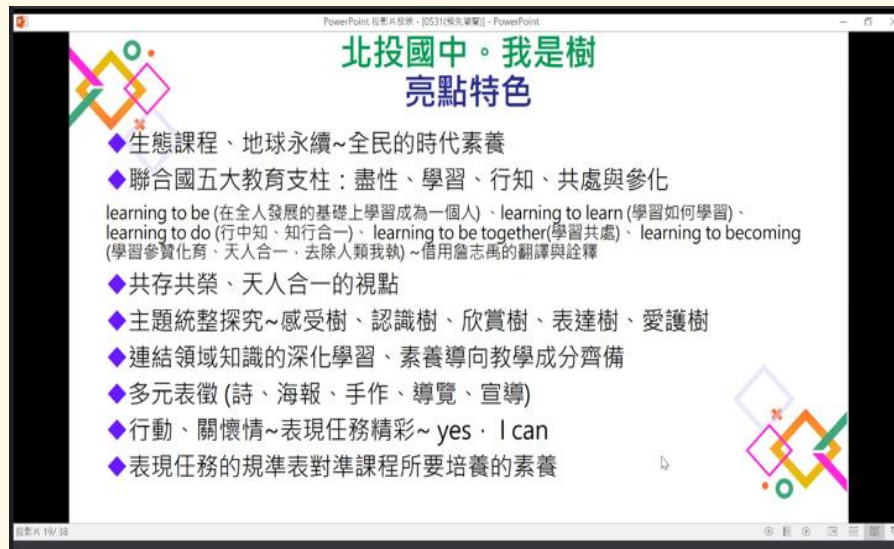 PowerPoint 投影片放映 - [0531(預先審覽)] - PowerPoint
北投國中。我是樹
亮點特色
◆生態課程、地球永續~全民的時代素養
◆聯合國五大教育支柱：盡性、學習、行知、共處與參化
learning to be (在全人發展的基礎上學習成為一個人) 、learning to learn (學習如何學習)、
learning to do (行中知、知行合一)、 learning to be together(學習共處)、 learning to becoming
(學習參贊化育、天人合一，去除人類我執) ~借用詹志禹的翻譯與詮釋
◆共存共榮、天人合一的視點
◆主題統整探究~感受樹、認識樹、欣賞樹、表達樹、愛護樹
◆連結領域知識的深化學習、素養導向教學成分齊備
◆多元表徵 (詩、海報、手作、導覽、宣導)
◆行動、關懷情~表現任務精彩~ yes，I can
◆表現任務的規準表對準課程所要培養的素養
投影片 19/38